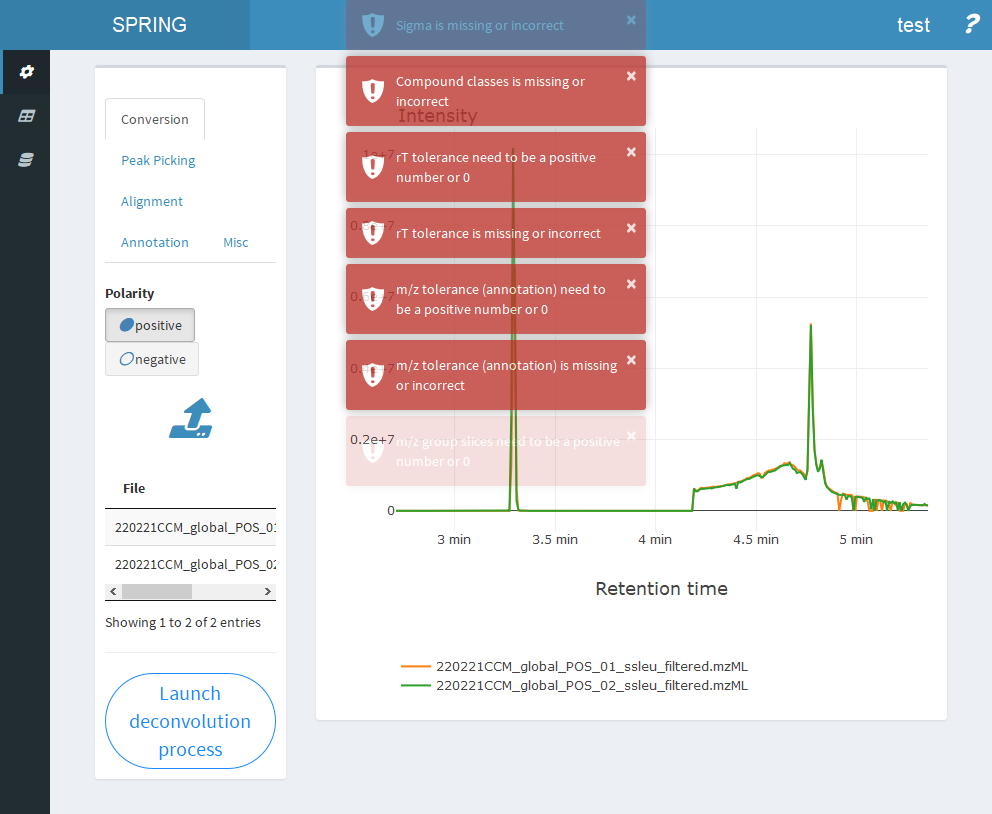 SPRING
test
?
Sigma is missing or incorrect
×
Compound classes is missing or
incorrect
×
rT tolerance need to be a positive
number or 0
×
rT tolerance is missing or incorrect
×
m/z tolerance (annotation) need to
be a positive number or 0
×
m/z tolerance (annotation) is missing
or incorrect
×
m/z group slices need to be a positive
number or 0
×
Conversion
Peak Picking
Alignment
Annotation
Misc
Polarity
positive
negative
File
220221CCM_global_POS_01
220221CCM_global_POS_02
Showing 1 to 2 of 2 entries
Launch
deconvolution
process
Intensity
1e+7
0.8e+7
0.6e+7
0.4e+7
0.2e+7
0
3 min
3.5 min
4 min
4.5 min
5 min
Retention time
220221CCM_global_POS_01_ssleu_filtered.mzML
220221CCM_global_POS_02_ssleu_filtered.mzML